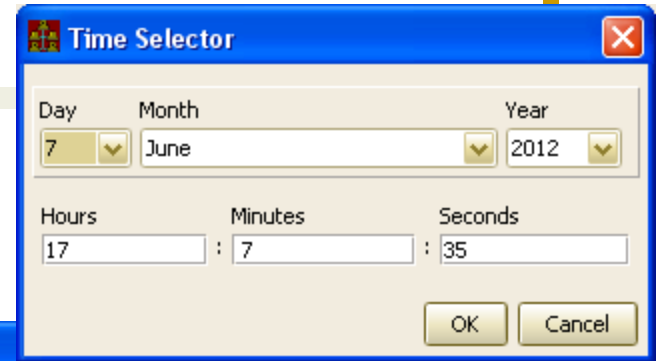 Time Selector
Day Month Year
7 June 2012
Hours Minutes Seconds
17 : 7 : 35
OK Cancel